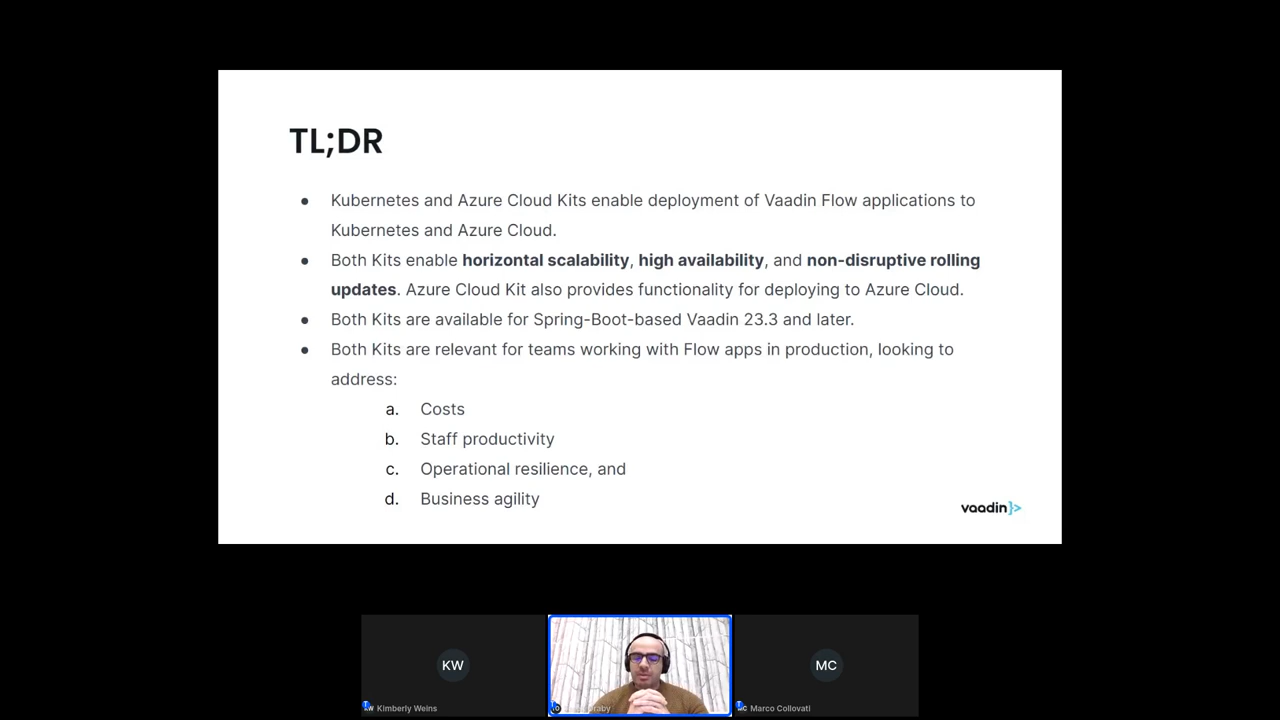 TL;DR
● Kubernetes and Azure Cloud Kits enable deployment of Vaadin Flow applications to
Kubernetes and Azure Cloud.
● Both Kits enable horizontal scalability, high availability, and non-disruptive rolling
updates. Azure Cloud Kit also provides functionality for deploying to Azure Cloud.
● Both Kits are available for Spring-Boot-based Vaadin 23.3 and later.
● Both Kits are relevant for teams working with Flow apps in production, looking to
address:
a. Costs
b. Staff productivity
c. Operational resilience, and
d. Business agility
vaadin}>
KW
MC
Kimberly Weins
Marco Collovati